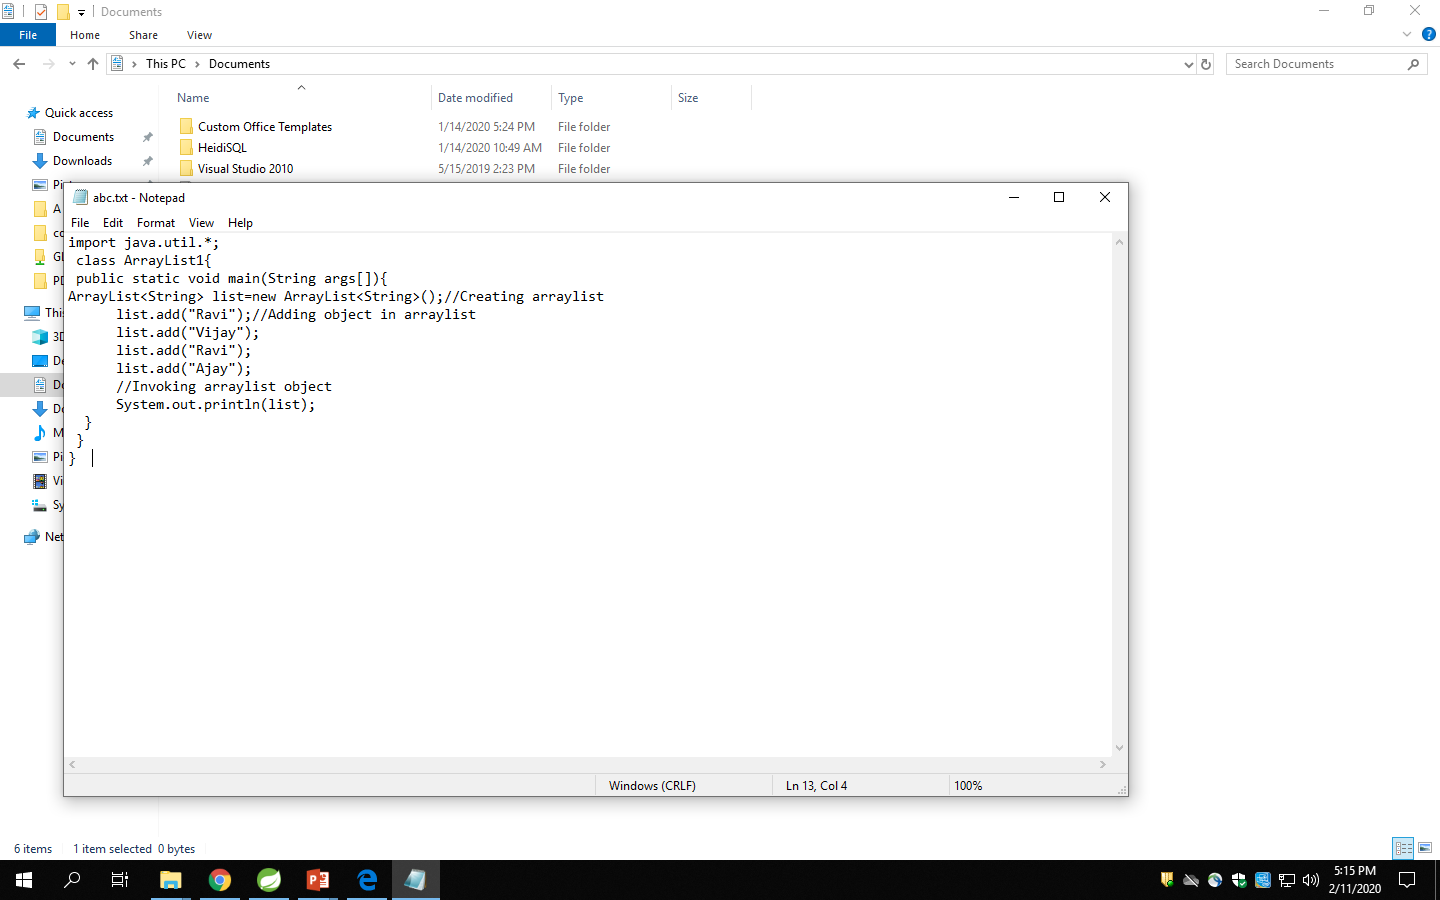 Documents
File Home Share View
This PC Documents
Search Documents
Name Date modified Type Size
Quick access
Documents
Downloads
Custom Office Templates 1/14/2020 5:24 PM File folder
HeidiSQL 1/14/2020 10:49 AM File folder
Visual Studio 2010 5/15/2019 2:23 PM File folder
abc.txt - Notepad
File Edit Format View Help
import java.util.*;
class ArrayList1{
public static void main(String args[]){
ArrayList<String> list=new ArrayList<String>();//Creating arraylist
list.add("Ravi");//Adding object in arraylist
list.add("Vijay");
list.add("Ravi");
list.add("Ajay");
//Invoking arraylist object
System.out.println(list);
}
}
}
Windows (CRLF) Ln 13, Col 4 100%
6 items 1 item selected 0 bytes
5:15 PM
2/11/2020